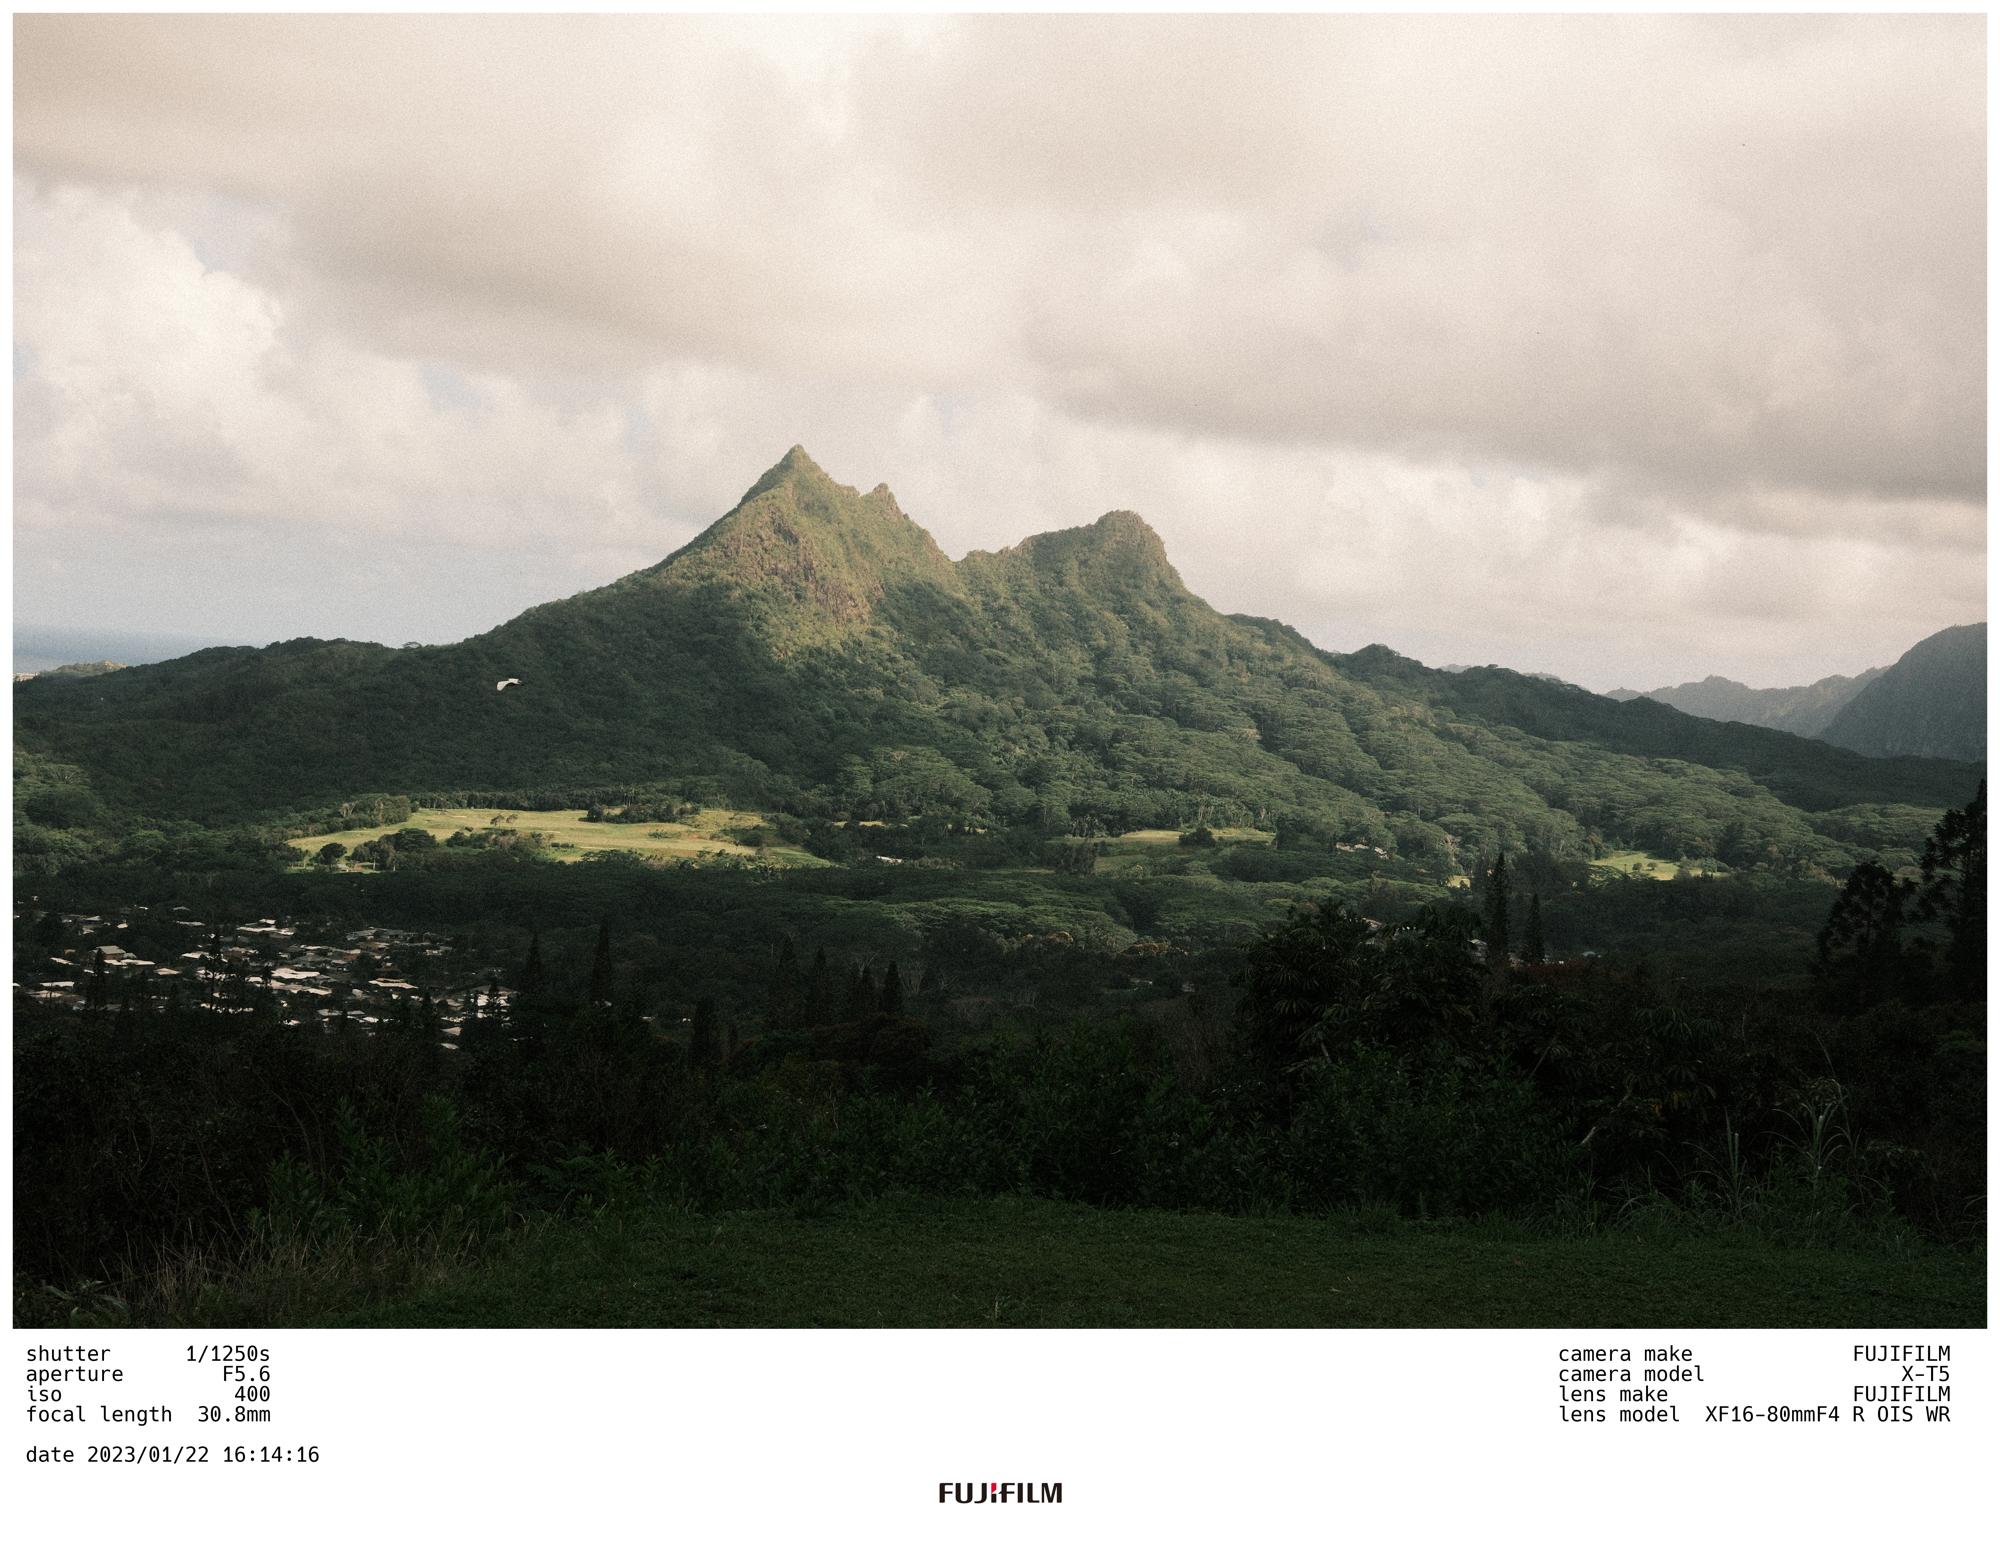 shutter 1/1250s
aperture F5.6
iso 400
focal length 30.8mm
date 2023/01/22 16:14:16
camera make FUJIFILM
camera model X-T5
lens make FUJIFILM
lens model XF16-80mmF4 R OIS WR
FUJIFILM